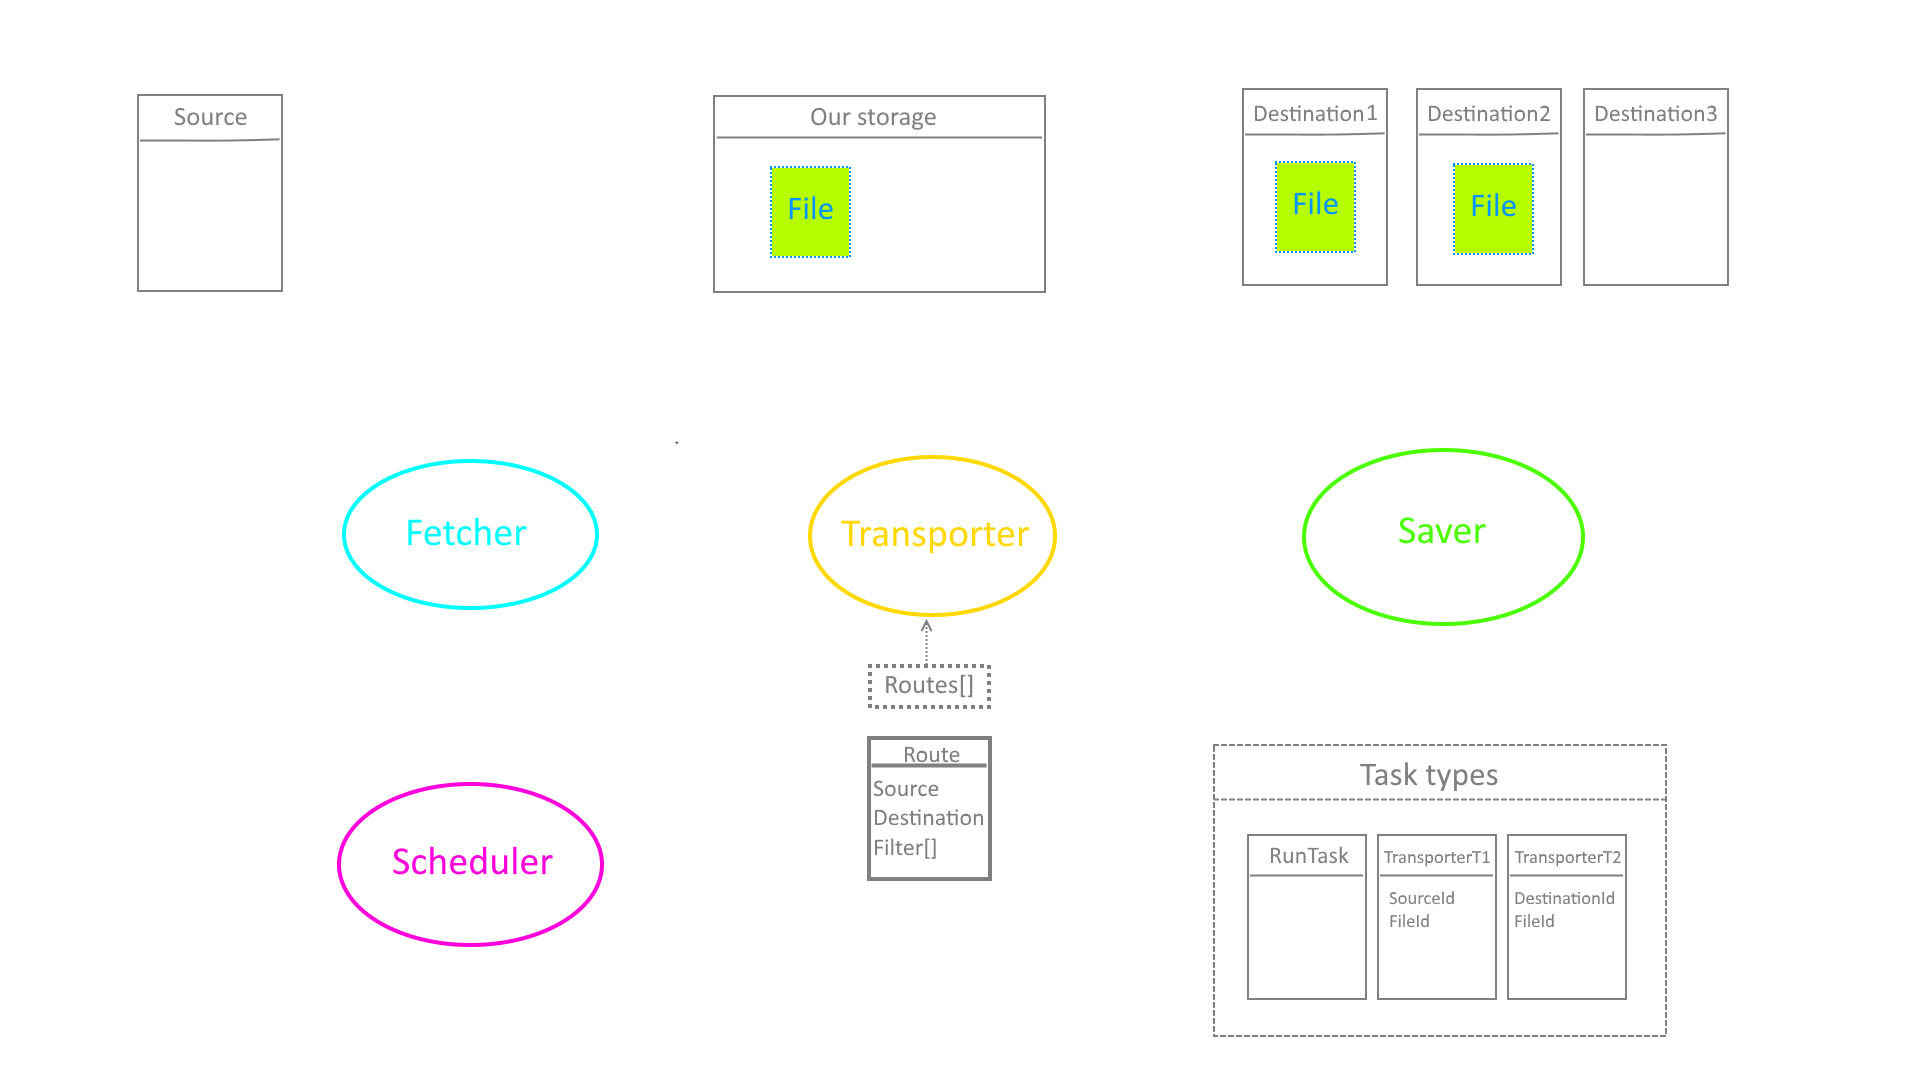 Source
Our storage
Destination1
Destination2
Destination3
File
File
File
Fetcher
Transporter
Saver
Routes[]
Route
Source
Destination
Filter[]
Scheduler
Task types
RunTask
TransporterT1
SourceId
FileId
TransporterT2
DestinationId
FileId